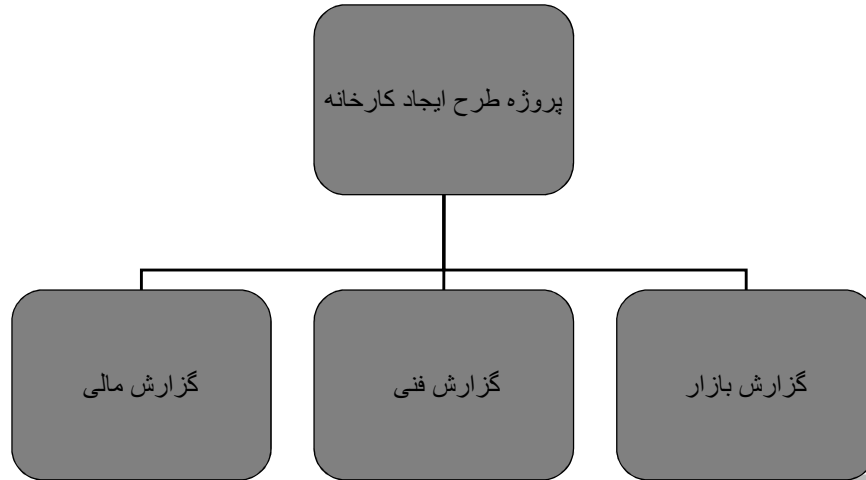 پروژه طرح ایجاد کارخانه
گزارش بازار
گزارش فنی
گزارش مالی